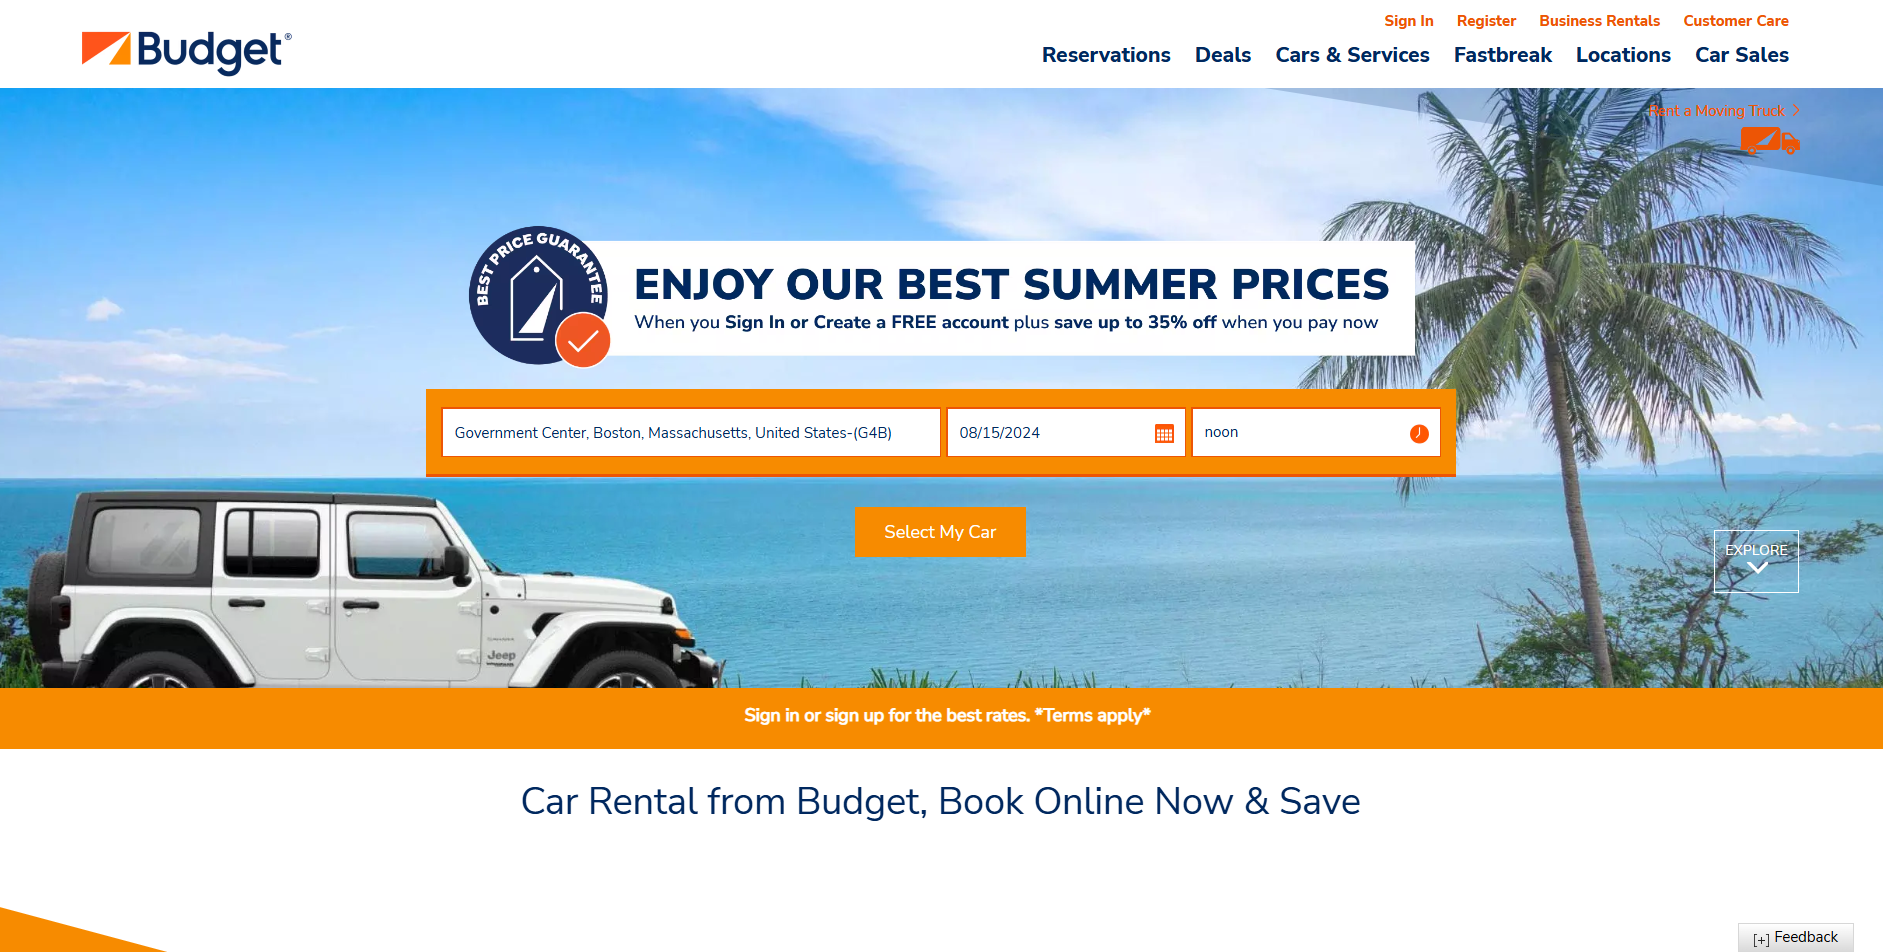 Sign In Register Business Rentals Customer Care
Budget®
Reservations Deals Cars & Services Fastbreak Locations Car Sales
Rent a Moving Truck
BEST PRICE GUARANTEE
ENJOY OUR BEST SUMMER PRICES
When you Sign In or Create a FREE account plus save up to 35% off when you pay now
Government Center, Boston, Massachusetts, United States-(G4B)
08/15/2024
noon
Select My Car
EXPLORE
Jeep
Sign in or sign up for the best rates. *Terms apply*
Car Rental from Budget, Book Online Now & Save
[+] Feedback